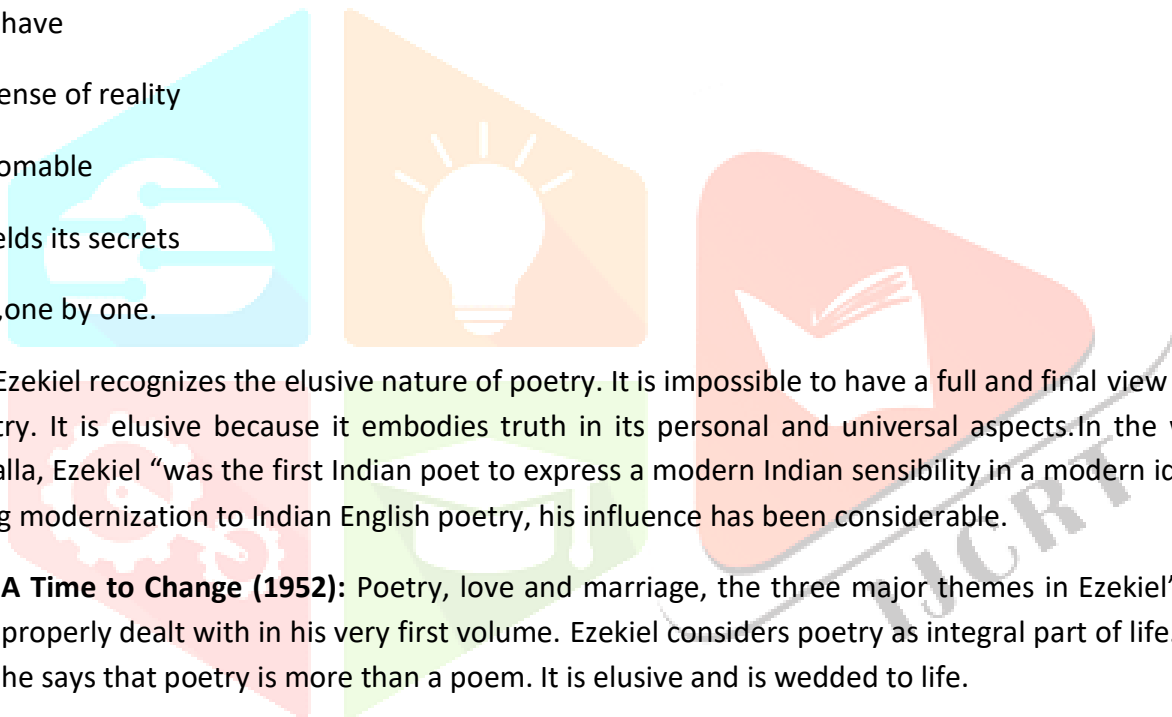 have
ense of reality
omable
elds its secrets
,one by one.
Ezekiel recognizes the elusive nature of poetry. It is impossible to have a full and final view
try. It is elusive because it embodies truth in its personal and universal aspects.In the
alla, Ezekiel “was the first Indian poet to express a modern Indian sensibility in a modern
g modernization to Indian English poetry, his influence has been considerable.
A Time to Change (1952): Poetry, love and marriage, the three major themes in Ezekiel’
properly dealt with in his very first volume. Ezekiel considers poetry as integral part of life.
he says that poetry is more than a poem. It is elusive and is wedded to life.
IJCRT